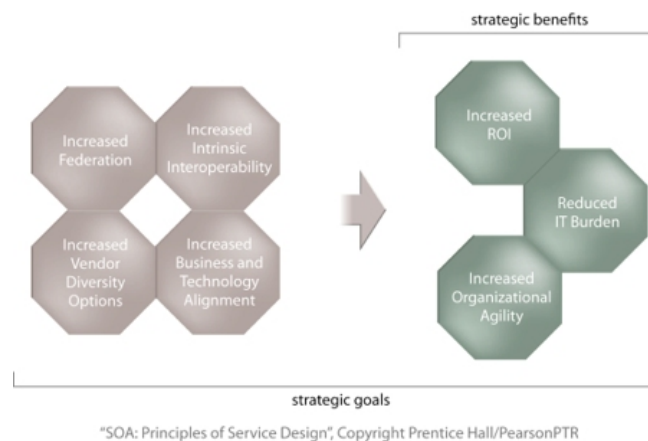 strategic benefits
Increased
Federation
Increased
Intrinsic
Interoperability
Increased
Vendor
Diversity
Options
Increased
Business and
Technology
Alignment
Increased
ROI
Reduced
IT Burden
Increased
Organizational
Agility
strategic goals
"SOA: Principles of Service Design", Copyright Prentice Hall/PearsonPTR